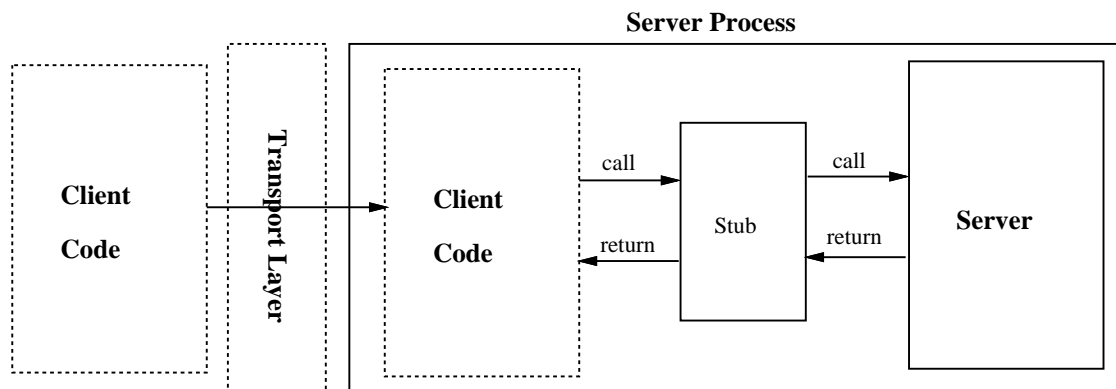 Server Process
Client
Code
Transport Layer
Client
Code
call
return
Stub
call
return
Server